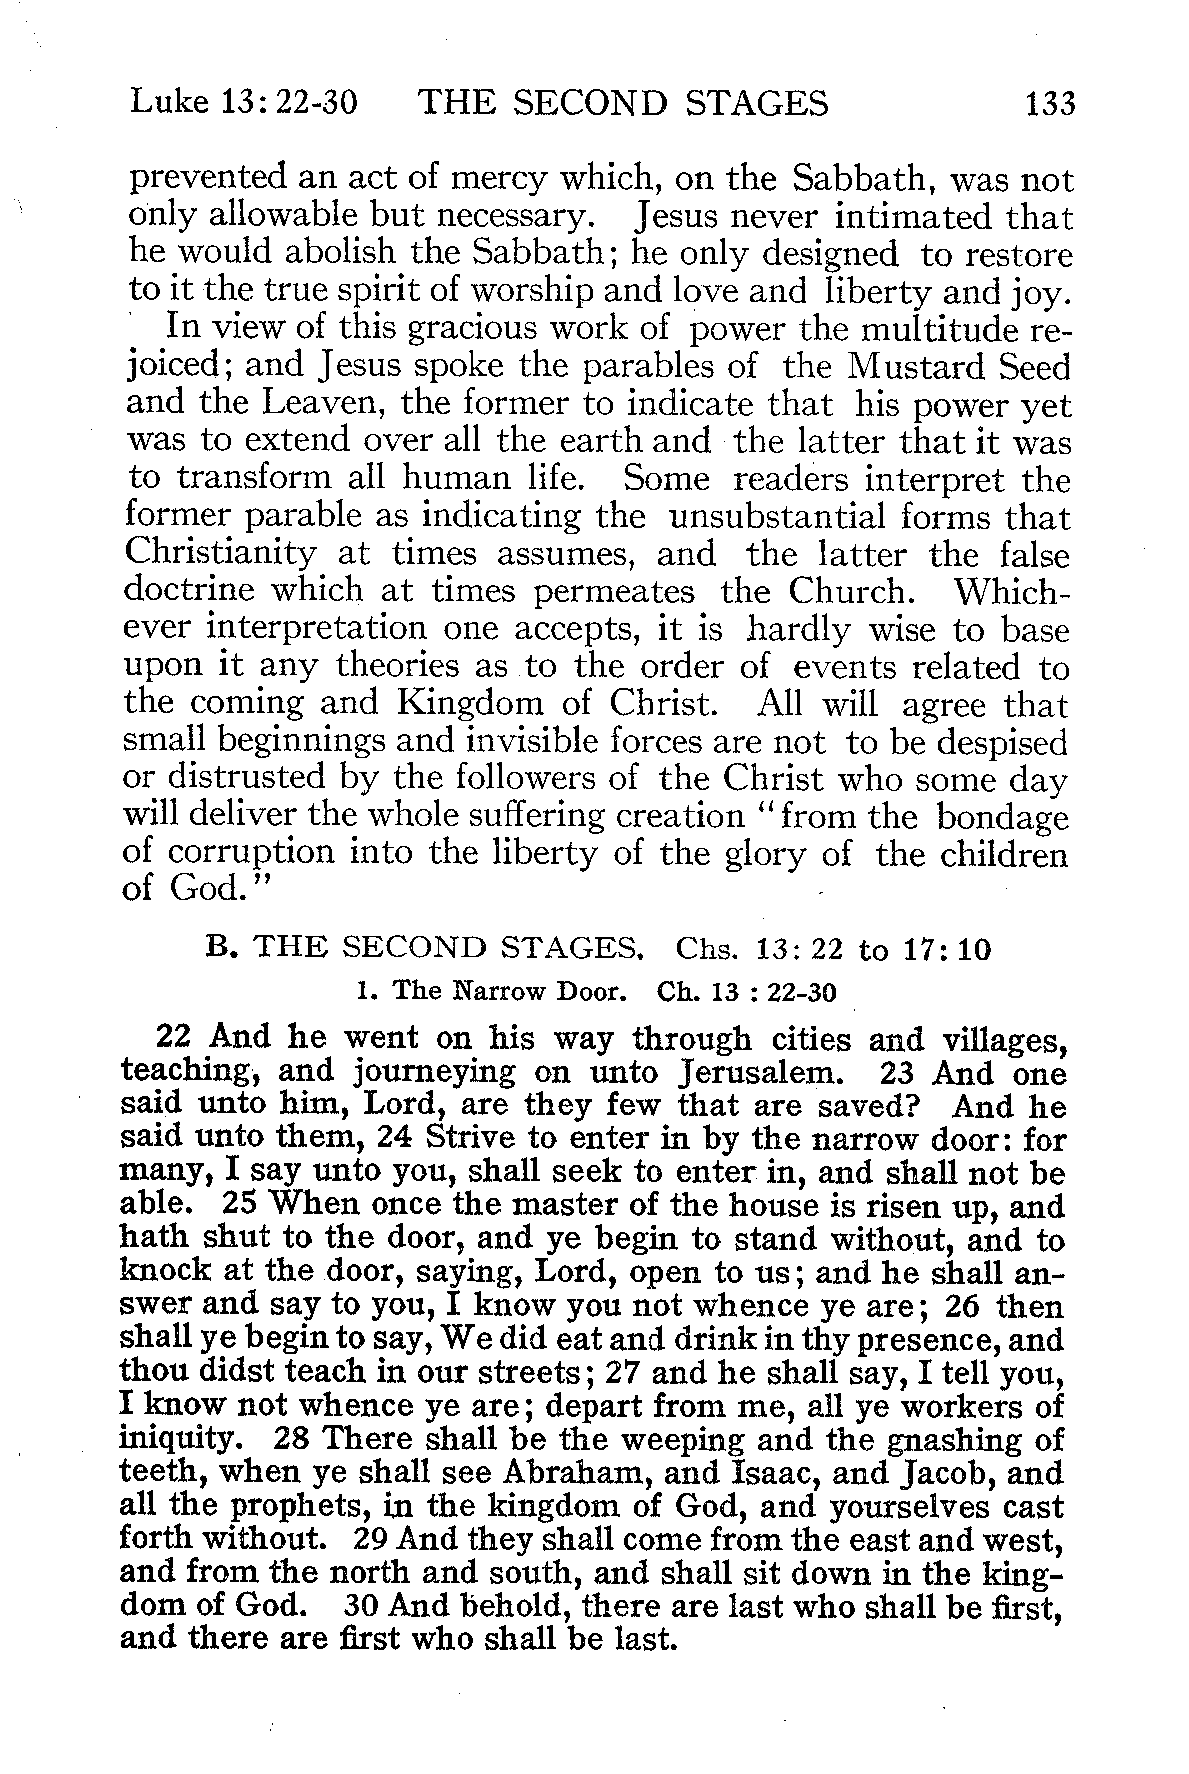 Luke 13: 22-30 THE SECOND STAGES 133
prevented an act of mercy which, on the Sabbath, was not
only allowable but necessary. Jesus never intimated that
he would abolish the Sabbath; he only designed to restore
to it the true spirit of worship and love and liberty and joy.
In view of this gracious work of power the multitude re-
joiced; and Jesus spoke the parables of the Mustard Seed
and the Leaven, the former to indicate that his power yet
was to extend over all the earth and the latter that it was
to transform all human life. Some readers interpret the
former parable as indicating the unsubstantial forms that
Christianity at times assumes, and the latter the false
doctrine which at times permeates the Church. Which-
ever interpretation one accepts, it is hardly wise to base
upon it any theories as to the order of events related to
the coming and Kingdom of Christ. All will agree that
small beginnings and invisible forces are not to be despised
or distrusted by the followers of the Christ who some day
will deliver the whole suffering creation "from the bondage
of corruption into the liberty of the glory of the children
of God."
B. THE SECOND STAGES. Chs. 13: 22 to 17: 10
1. The Narrow Door. Ch. 13 : 22-30
22 And he went on his way through cities and villages,
teaching, and journeying on unto Jerusalem. 23 And one
said unto him, Lord, are they few that are saved? And he
said unto them, 24 Strive to enter in by the narrow door: for
many, I say unto you, shall seek to enter in, and shall not be
able. 25 When once the master of the house is risen up, and
hath shut to the door, and ye begin to stand without, and to
knock at the door, saying, Lord, open to us; and he shall an-
swer and say to you, I know you not whence ye are; 26 then
shall ye begin to say, We did eat and drink in thy presence, and
thou didst teach in our streets; 27 and he shall say, I tell you,
I know not whence ye are; depart from me, all ye workers of
iniquity. 28 There shall be the weeping and the gnashing of
teeth, when ye shall see Abraham, and Isaac, and Jacob, and
all the prophets, in the kingdom of God, and yourselves cast
forth without. 29 And they shall come from the east and west,
and from the north and south, and shall sit down in the king-
dom of God. 30 And behold, there are last who shall be first,
and there are first who shall be last.